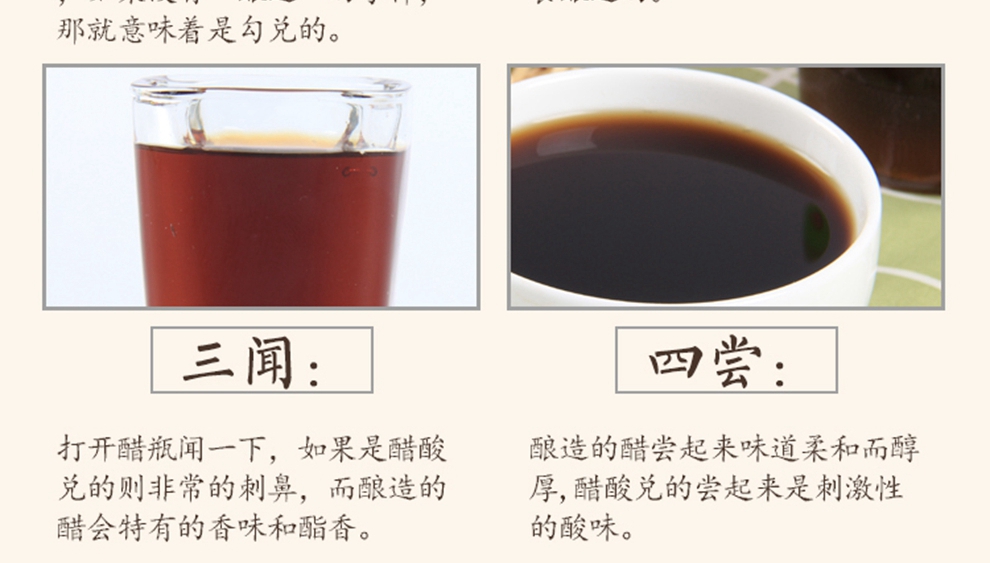 那就意味着是勾兑的。
三闻：
打开醋瓶闻一下，如果是醋酸
兑的则非常的刺鼻，而酿造的
醋会特有的香味和酯香。
四尝：
酿造的醋尝起来味道柔和而醇
厚，醋酸兑的尝起来是刺激性
的酸味。